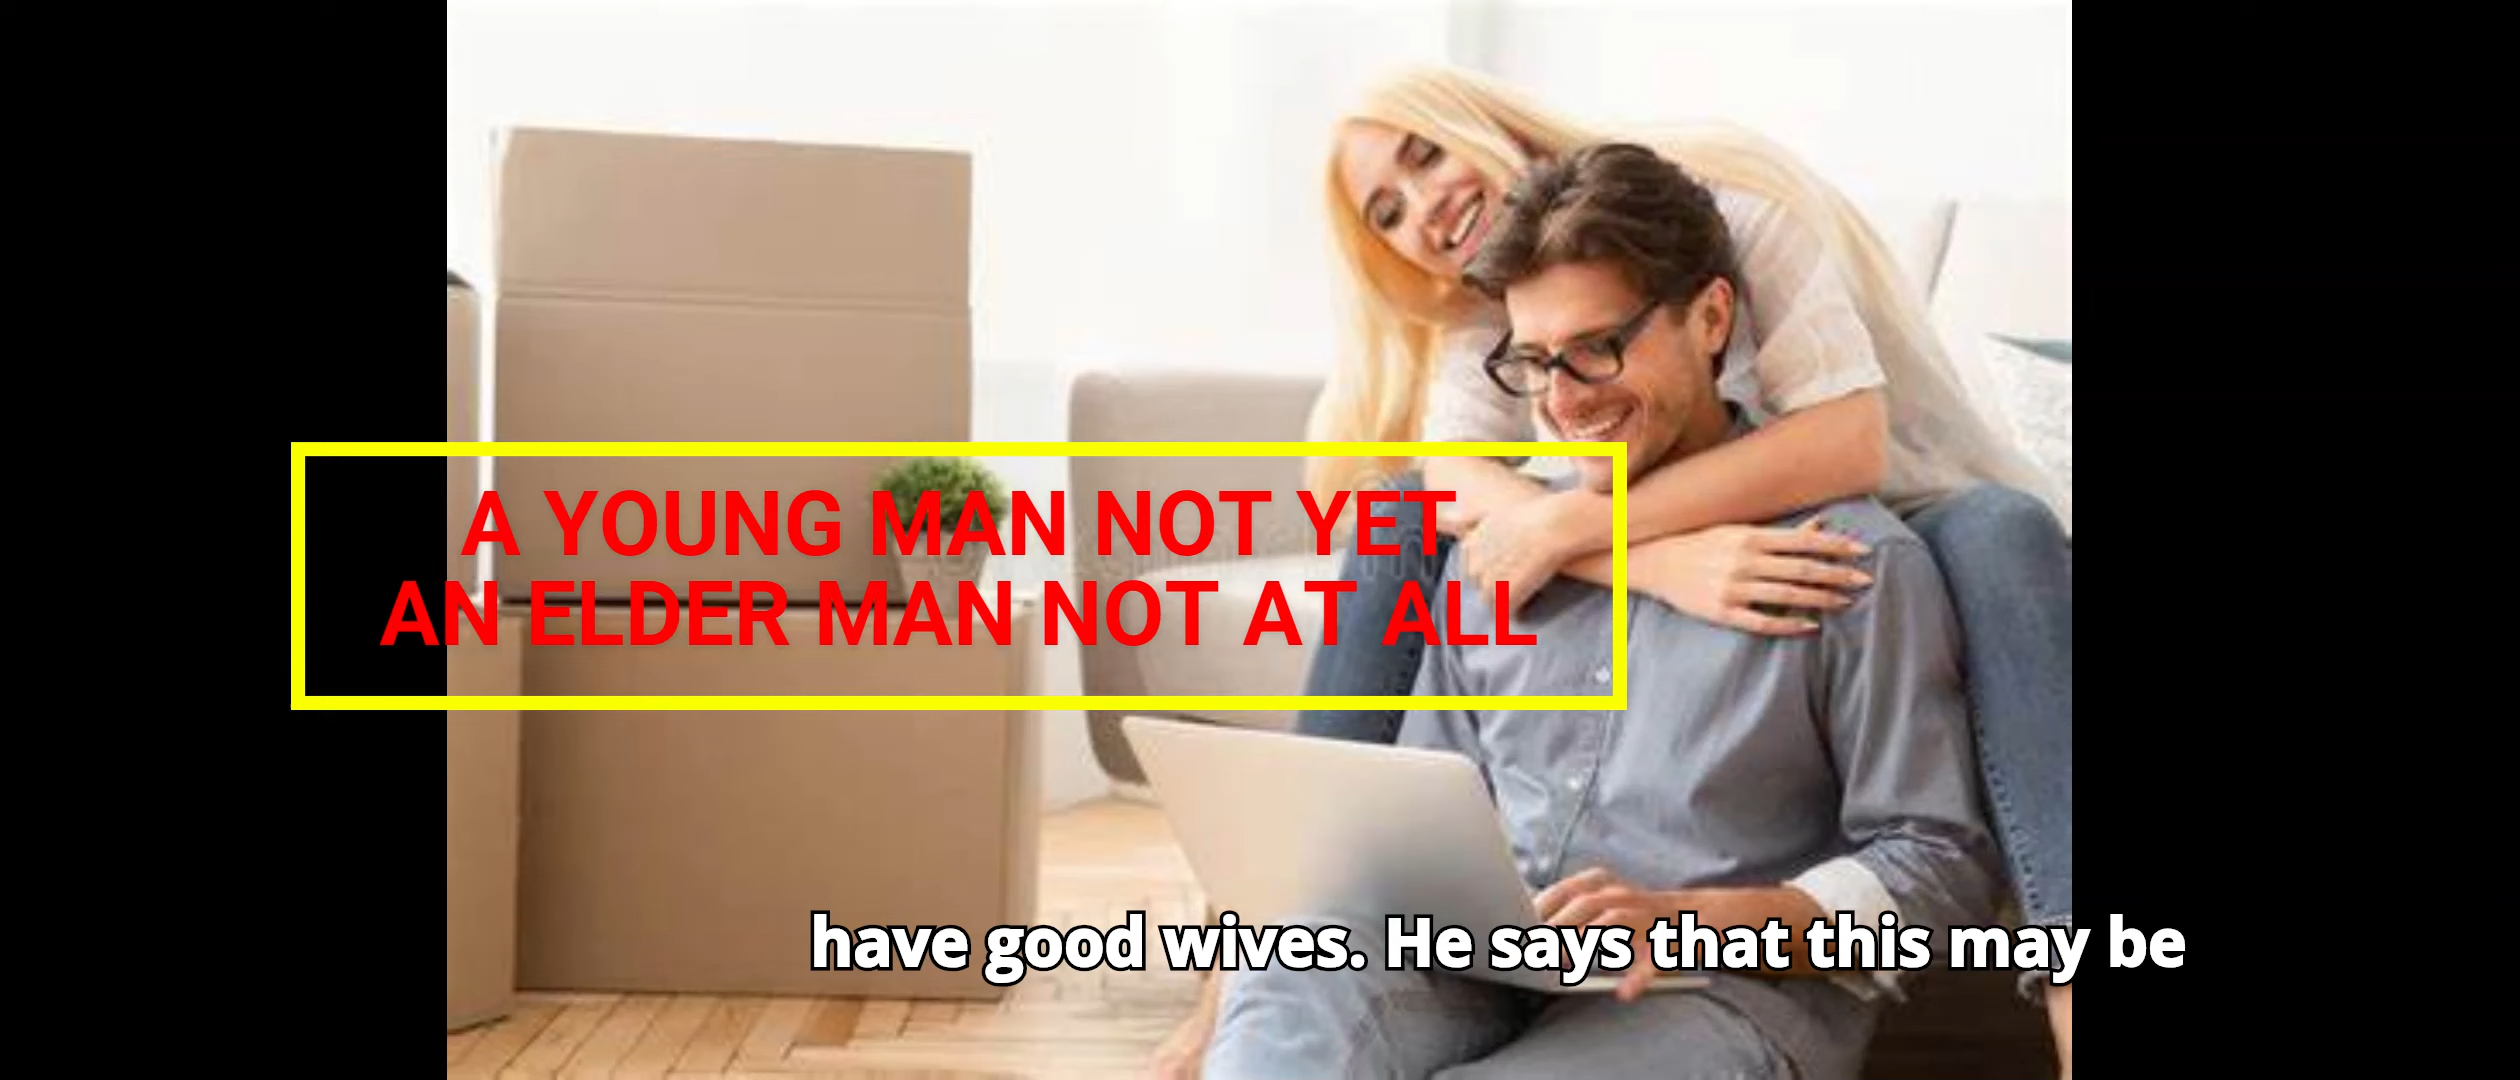 A YOUNG MAN NOT YET
AN ELDER MAN NOT AT ALL
have good wives. He says that this may be